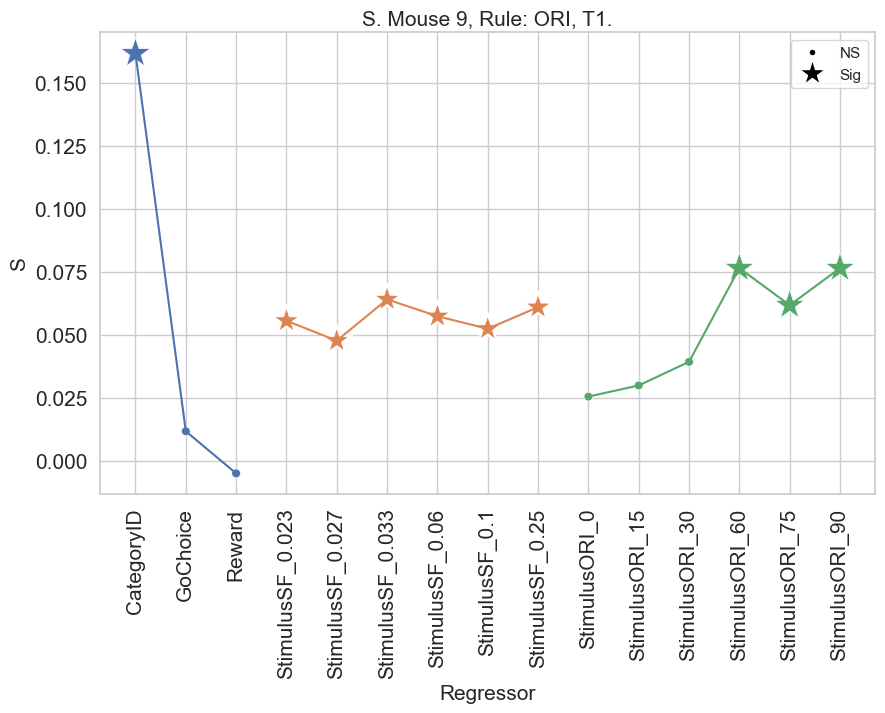 S. Mouse 9, Rule: ORI, T1.
NS
Sig
0.150
0.125
0.100
0.075
0.050
0.025
0.000
S
CategoryID
GoChoice
Reward
StimulusSF_0.023
StimulusSF_0.027
StimulusSF_0.033
StimulusSF_0.06
StimulusSF_0.1
StimulusSF_0.25
StimulusORI_0
StimulusORI_15
StimulusORI_30
StimulusORI_60
StimulusORI_75
StimulusORI_90
Regressor